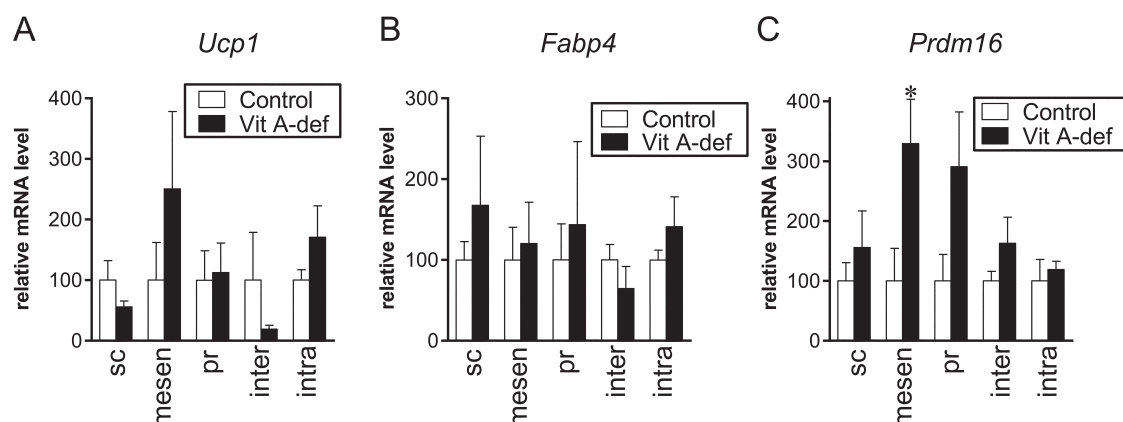 A
Ucp1
Control
Vit A-def
relative mRNA level
400
300
200
100
0
sc
mesen
pr
inter
intra
B
Fabp4
Control
Vit A-def
relative mRNA level
300
200
100
0
sc
mesen
pr
inter
intra
C
Prdm16
Control
Vit A-def
relative mRNA level
400
300
200
100
0
*
sc
mesen
pr
inter
intra